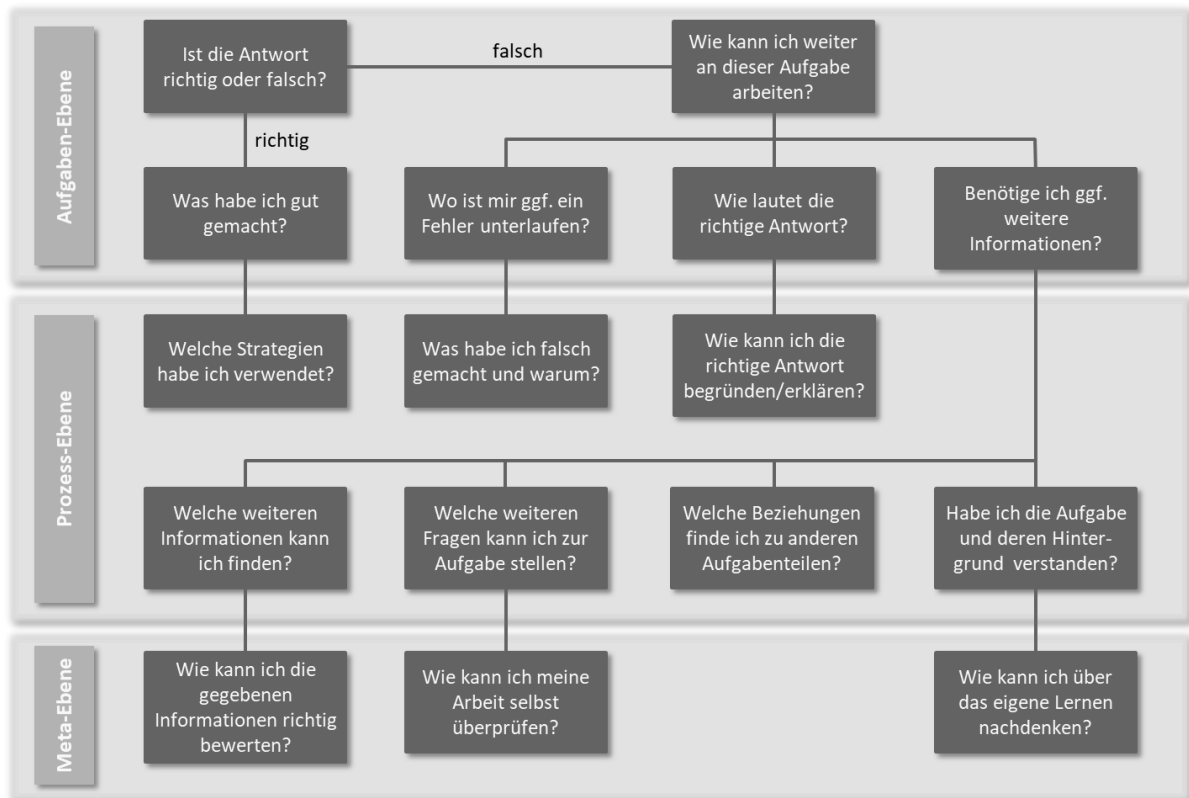 Aufgaben-Ebene
Ist die Antwort
richtig oder falsch?
falsch
Wie kann ich weiter
an dieser Aufgabe
arbeiten?
richtig
Was habe ich gut
gemacht?
Wo ist mir ggf. ein
Fehler unterlaufen?
Wie lautet die
richtige Antwort?
Benötige ich ggf.
weitere
Informationen?
Prozess-Ebene
Welche Strategien
habe ich verwendet?
Was habe ich falsch
gemacht und warum?
Wie kann ich die
richtige Antwort
begründen/erklären?
Welche weiteren
Informationen kann
ich finden?
Welche weiteren
Fragen kann ich zur
Aufgabe stellen?
Welche Beziehungen
finde ich zu anderen
Aufgabenteilen?
Habe ich die Aufgabe
und deren Hinter-
grund verstanden?
Meta-Ebene
Wie kann ich die
gegebenen
Informationen richtig
bewerten?
Wie kann ich meine
Arbeit selbst
überprüfen?
Wie kann ich über
das eigene Lernen
nachdenken?